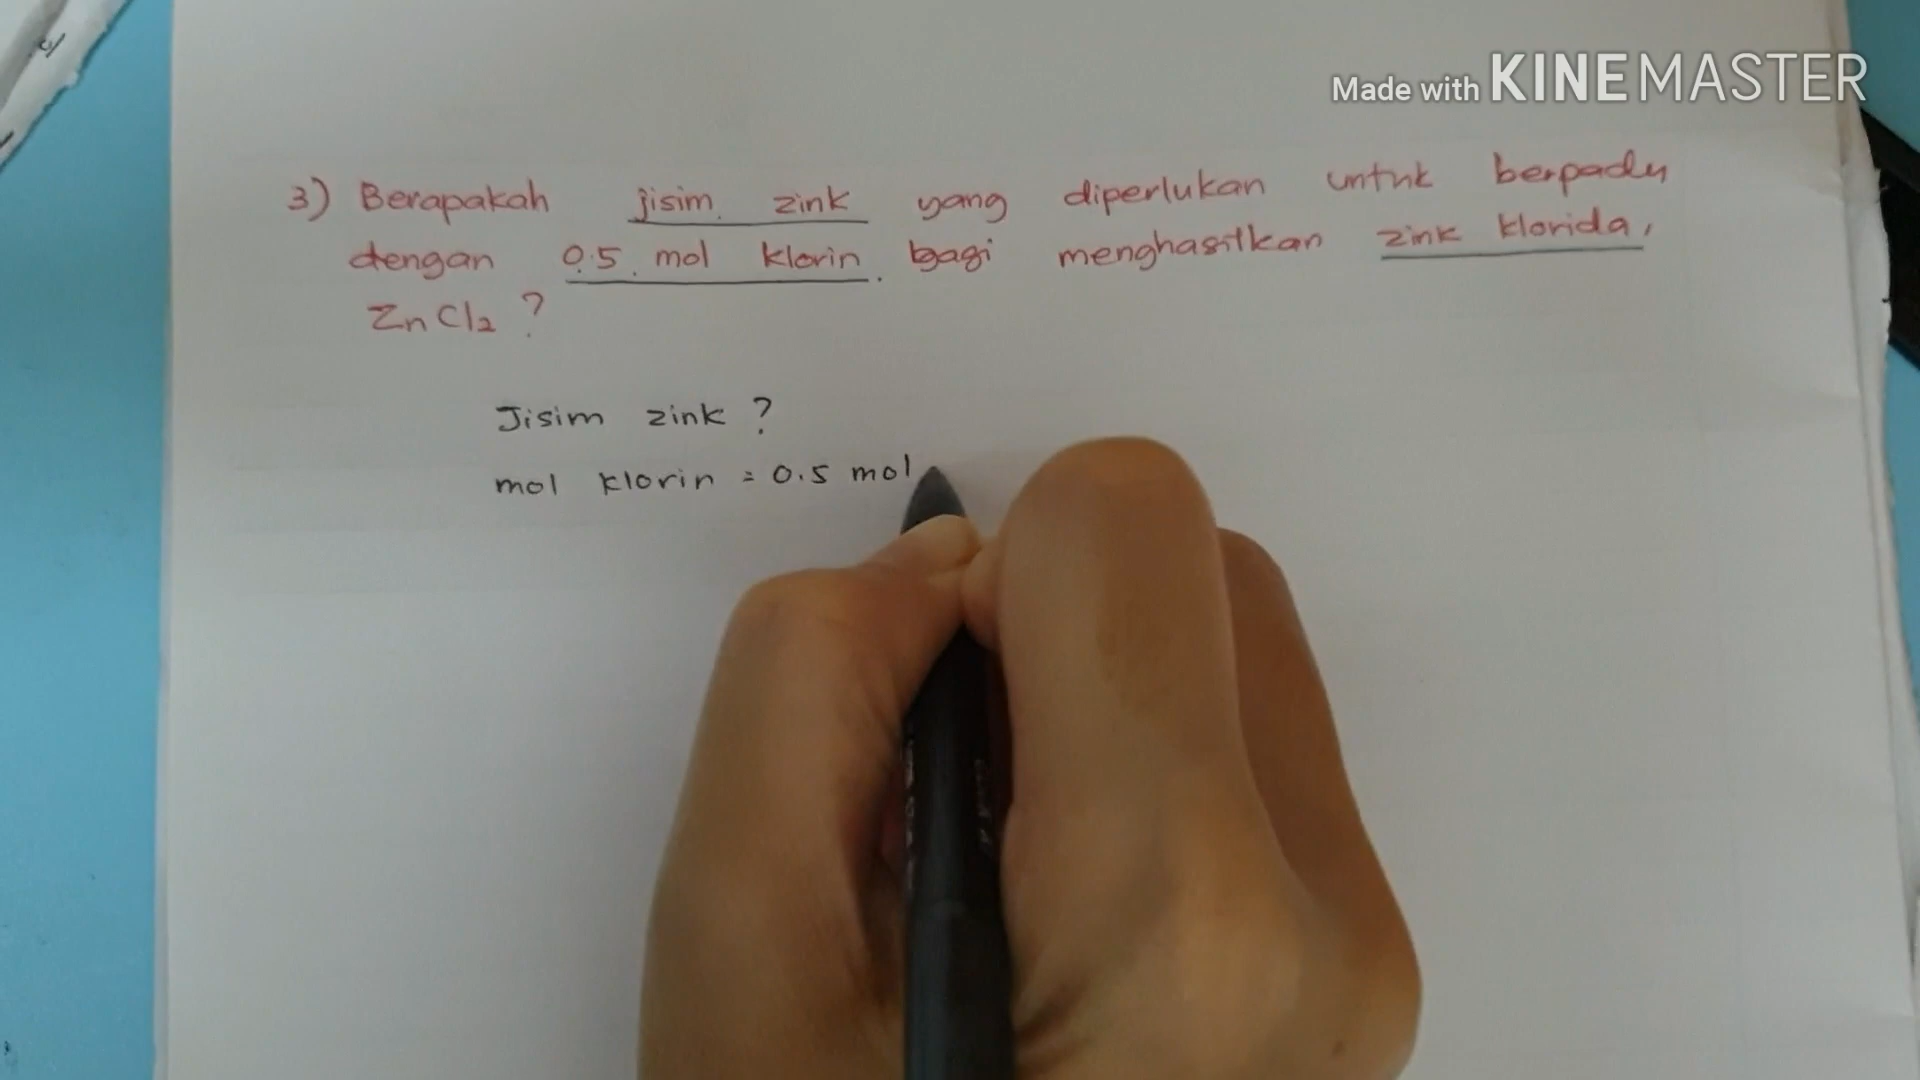 Made with KINEMASTER
3) Berapakah jisim zink yang diperlukan untuk berpadu
dengan 0.5 mol klorin bagi menghasilkan zink klorida,
ZnCl2 ?
Jisim zink ?
mol klorin = 0.5 mol